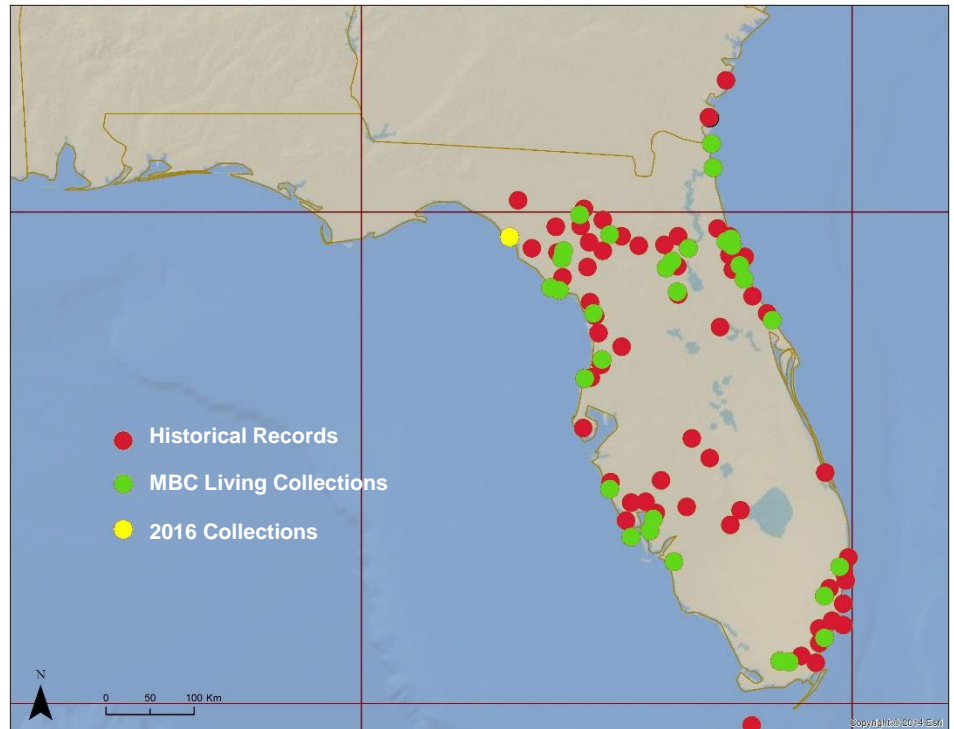 Historical Records
MBC Living Collections
2016 Collections
N
0 50 100 Km
Copyright:© 2014 Esri